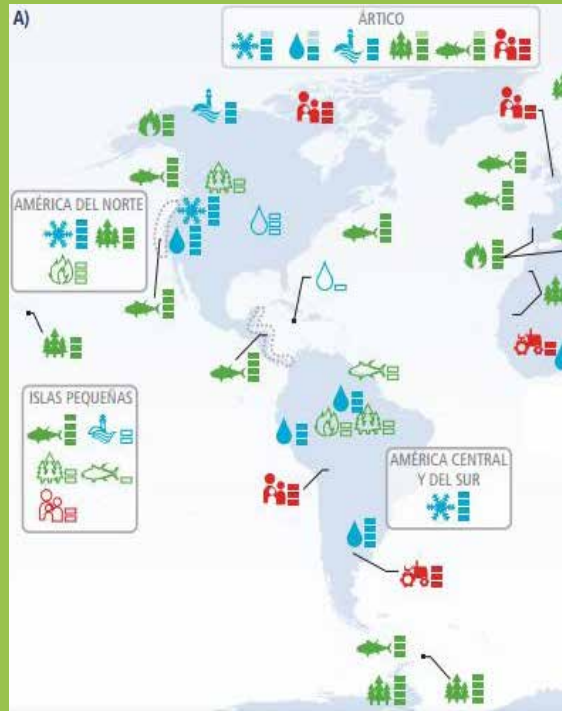 A)
ÁRTICO
AMÉRICA DEL NORTE
ISLAS PEQUEÑAS
AMÉRICA CENTRAL
Y DEL SUR